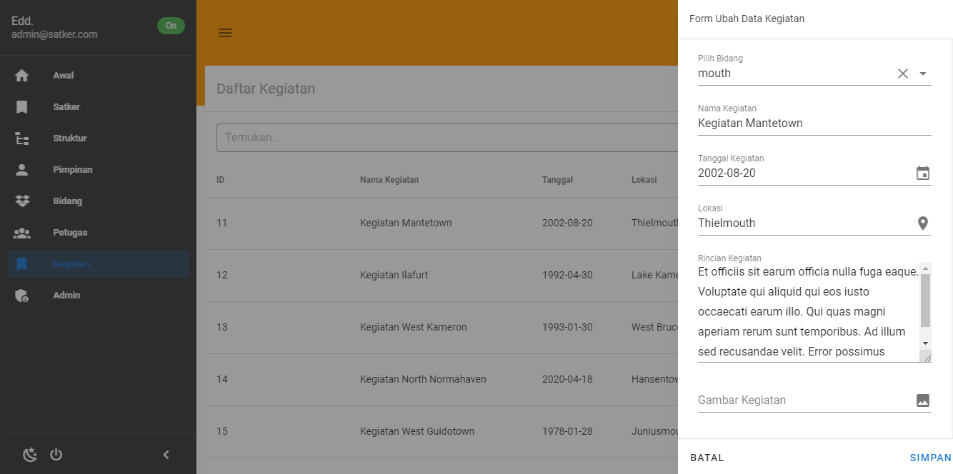 Edd.
admin@satker.com
On
Awal
Satker
Struktur
Pimpinan
Bidang
Petugas
Kegiatan
Admin
Daftar Kegiatan
Temukan...
ID Nama Kegiatan Tanggal Lokasi
11 Kegiatan Mantetown 2002-08-20 Thielmouth
12 Kegiatan Ilafurt 1992-04-30 Lake Kame
13 Kegiatan West Kameron 1993-01-30 West Bruc
14 Kegiatan North Normahaven 2020-04-18 Hansentow
15 Kegiatan West Guidotown 1978-01-28 Juniusmou
Form Ubah Data Kegiatan
Pilih Bidang
mouth
Nama Kegiatan
Kegiatan Mantetown
Tanggal Kegiatan
2002-08-20
Lokasi
Thielmouth
Rincian Kegiatan
Et officiis sit earum officia nulla fuga eaque.
Voluptate qui aliquid qui eos iusto
occaecati earum illo. Qui quas magni
aperiam rerum sunt temporibus. Ad illum
sed recusandae velit. Error possimus
Gambar Kegiatan
BATAL
SIMPAN